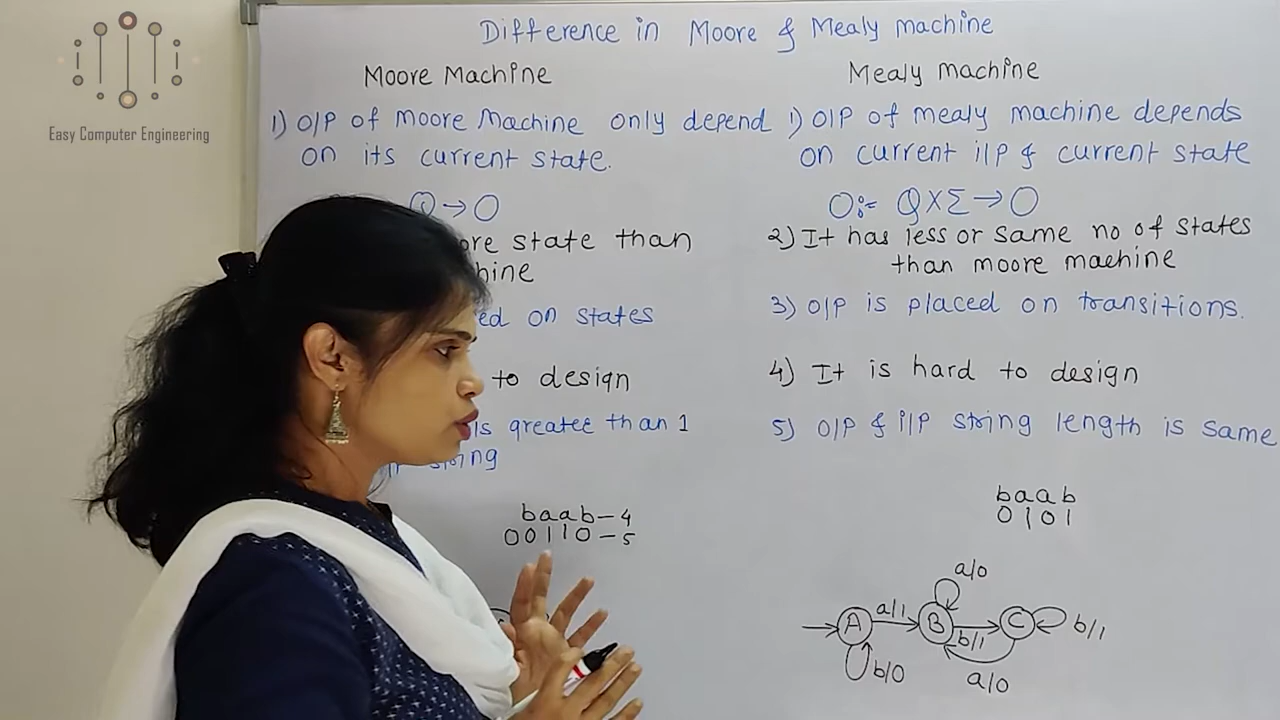 Easy Computer Engineering
Difference in Moore & Mealy machine
Moore Machine
1) O/P of moore Machine only depend
on its current state.
Q → O
ore state than
hine
ed on states
to design
is greater than 1
string
baab-4
00110-5
Mealy machine
1) O/P of mealy machine depends
on current i/P & current state
O:= Q×Σ → O
2) It has less or same no of states
than moore machine
3) O/P is placed on transitions.
4) It is hard to design
5) O/P & i/P string length is same
baab
0101
a/0
A a/1 B b/1 C b/1
b/0 a/0